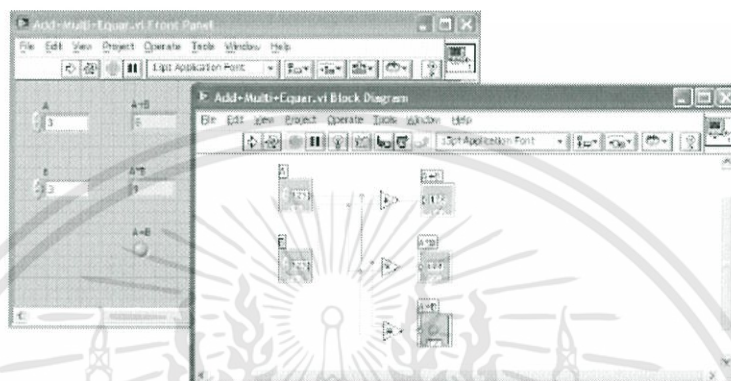 Add+Multi+Equar.vi Front Panel
File Edit View Project Operate Tools Window Help
13pt Application Font
A
3
A+B
6
B
3
A*B
9
A=B
Add+Multi+Equar.vi Block Diagram
File Edit View Project Operate Tools Window Help
13pt Application Font
A
A+B
B
A*B
A=B